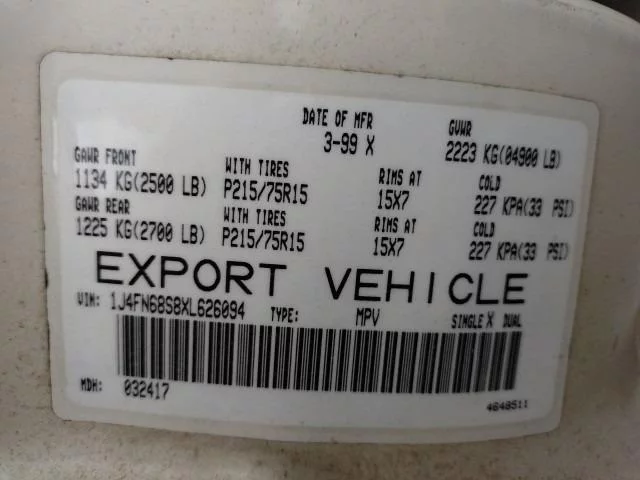 DATE OF MFR GVWR
3-99 X 2223 KG(04900 LB)
GAWR FRONT WITH TIRES RIMS AT COLD
1134 KG(2500 LB) P215/75R15 15X7 227 KPA(33 PSI)
GAWR REAR WITH TIRES RIMS AT COLD
1225 KG(2700 LB) P215/75R15 15X7 227 KPA(33 PSI)
EXPORT VEHICLE
VIN: 1J4FN68S8XL626094 TYPE: MPV SINGLE X DUAL
MDH: 032417 4648511